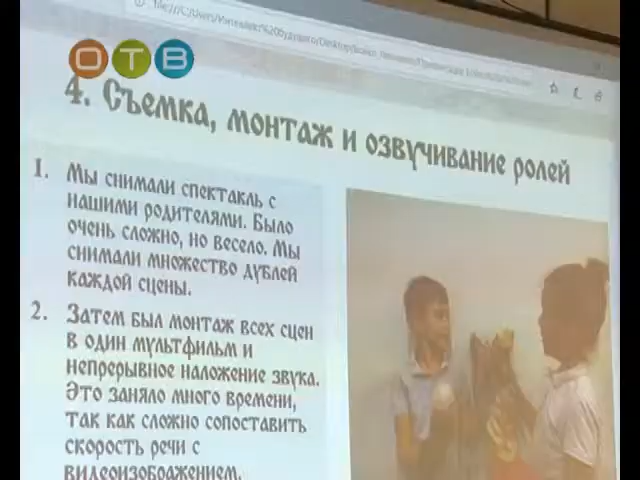 file:///C:/Users/
ОТВ
4. Съемка, монтаж и озвучивание ролей
1. Мы снимали спектакль с
нашими родителями. Было
очень сложно, но весело. Мы
снимали множество дублей
каждой сцены.
2. Затем был монтаж всех сцен
в один мультфильм и
непрерывное наложение звука.
Это заняло много времени,
так как сложно сопоставить
скорость речи с
видеоизображением.